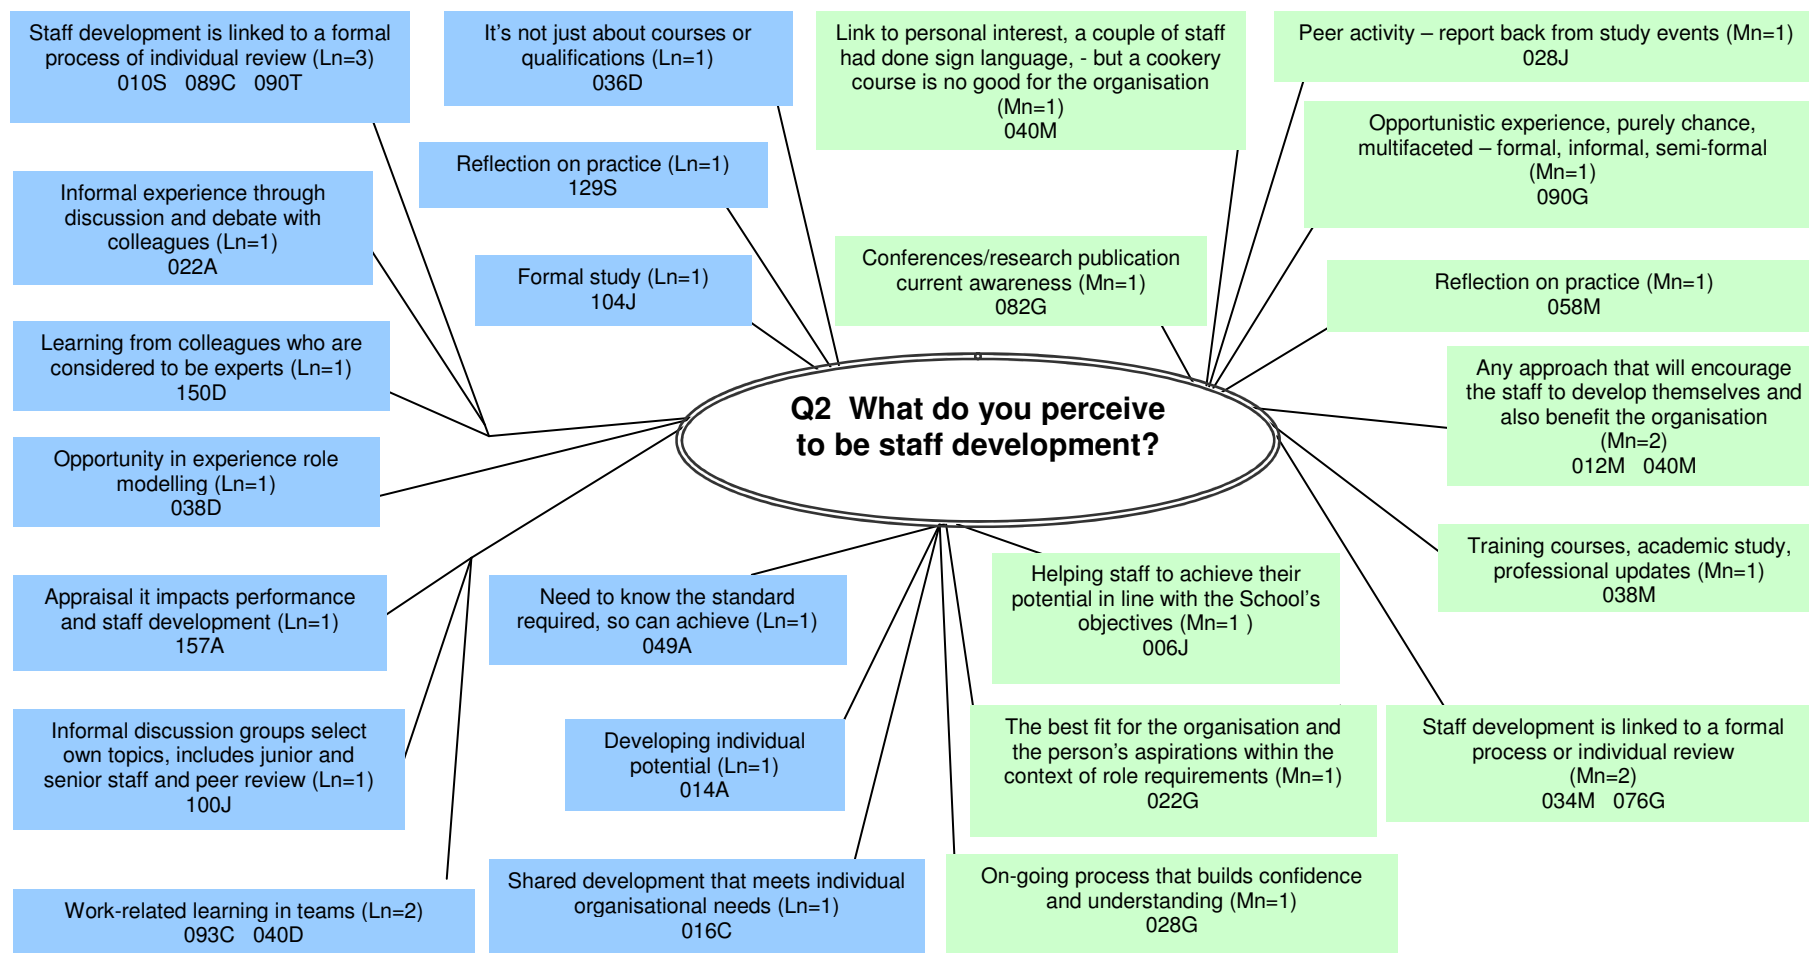 Staff development is linked to a formal
process of individual review (Ln=3)
010S   089C   090T
It’s not just about courses or
qualifications (Ln=1)
036D
Link to personal interest, a couple of staff
had done sign language, - but a cookery
course is no good for the organisation
(Mn=1)
040M
Peer activity – report back from study events (Mn=1)
028J
Opportunistic experience, purely chance,
multifaceted – formal, informal, semi-formal
(Mn=1)
090G
Reflection on practice (Ln=1)
129S
Informal experience through
discussion and debate with
colleagues (Ln=1)
022A
Formal study (Ln=1)
104J
Conferences/research publication
current awareness (Mn=1)
082G
Reflection on practice (Mn=1)
058M
Learning from colleagues who are
considered to be experts (Ln=1)
150D
Any approach that will encourage
the staff to develop themselves and
also benefit the organisation
(Mn=2)
012M   040M
Q2  What do you perceive
to be staff development?
Opportunity in experience role
modelling (Ln=1)
038D
Training courses, academic study,
professional updates (Mn=1)
038M
Appraisal it impacts performance
and staff development (Ln=1)
157A
Need to know the standard
required, so can achieve (Ln=1)
049A
Helping staff to achieve their
potential in line with the School’s
objectives (Mn=1 )
006J
Informal discussion groups select
own topics, includes junior and
senior staff and peer review (Ln=1)
100J
Developing individual
potential (Ln=1)
014A
The best fit for the organisation and
the person’s aspirations within the
context of role requirements (Mn=1)
022G
Staff development is linked to a formal
process or individual review
(Mn=2)
034M   076G
Work-related learning in teams (Ln=2)
093C   040D
Shared development that meets individual
organisational needs (Ln=1)
016C
On-going process that builds confidence
and understanding (Mn=1)
028G